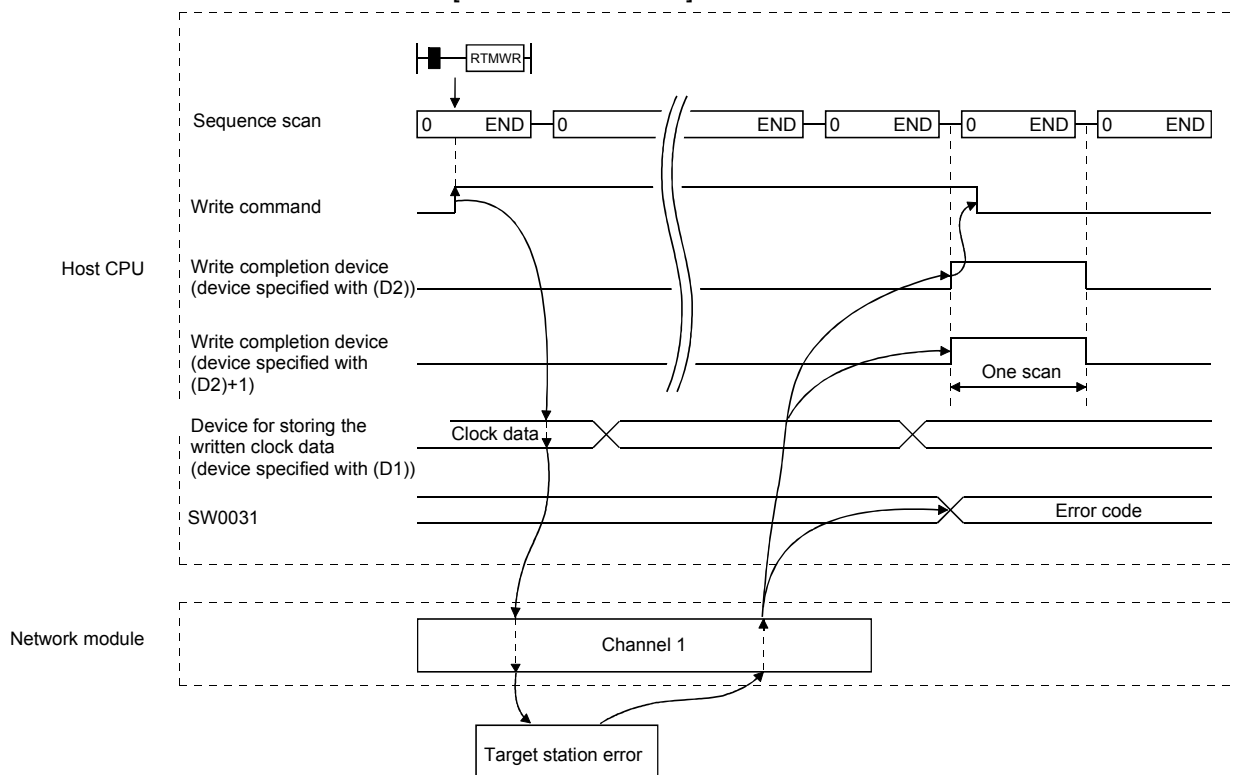 RTMWR
Sequence scan
0 END 0 END 0 END 0 END 0 END
Write command
Host CPU
Write completion device
(device specified with (D2))
Write completion device
(device specified with
(D2)+1)
One scan
Device for storing the
written clock data
(device specified with (D1))
Clock data
SW0031
Error code
Network module
Channel 1
Target station error